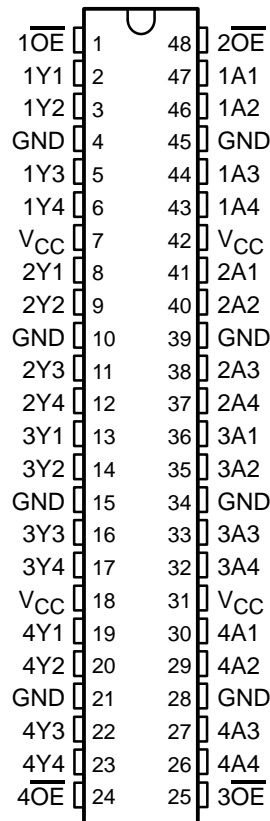 1O̅E̅ 1 48 2O̅E̅
1Y1 2 47 1A1
1Y2 3 46 1A2
GND 4 45 GND
1Y3 5 44 1A3
1Y4 6 43 1A4
VCC 7 42 VCC
2Y1 8 41 2A1
2Y2 9 40 2A2
GND 10 39 GND
2Y3 11 38 2A3
2Y4 12 37 2A4
3Y1 13 36 3A1
3Y2 14 35 3A2
GND 15 34 GND
3Y3 16 33 3A3
3Y4 17 32 3A4
VCC 18 31 VCC
4Y1 19 30 4A1
4Y2 20 29 4A2
GND 21 28 GND
4Y3 22 27 4A3
4Y4 23 26 4A4
4O̅E̅ 24 25 3O̅E̅